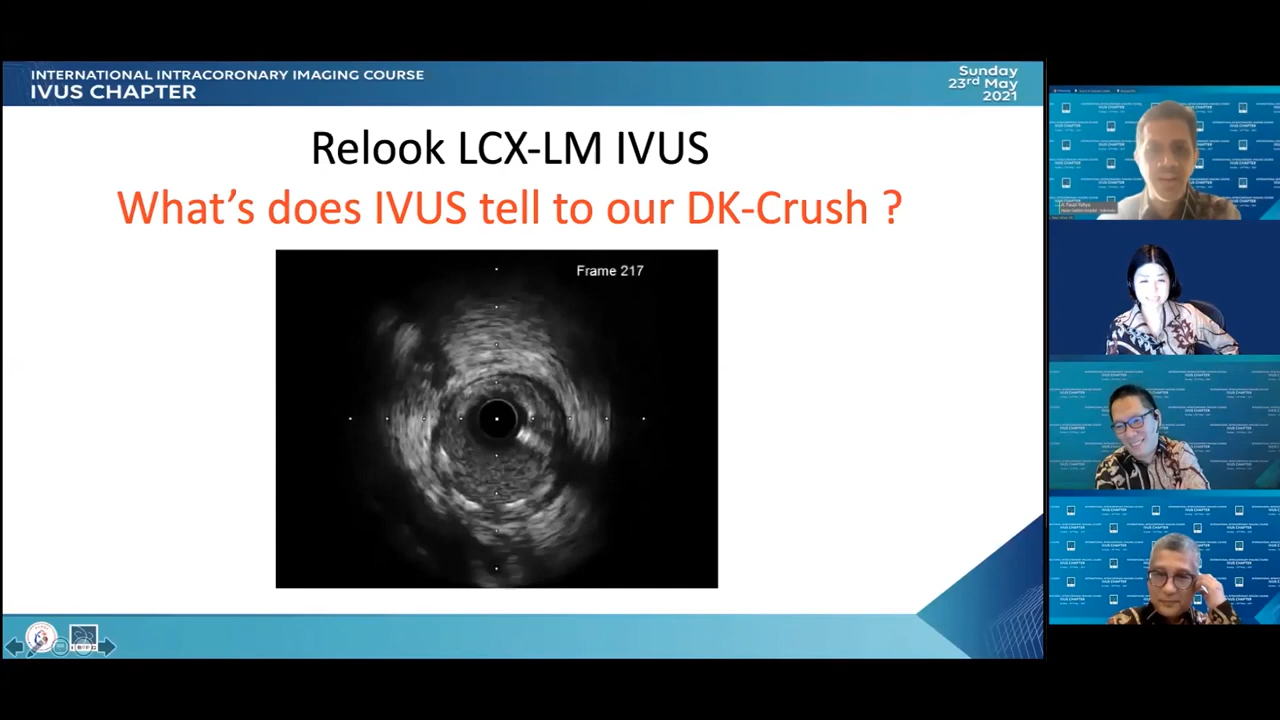 INTERNATIONAL INTRACORONARY IMAGING COURSE
IVUS CHAPTER
Sunday
23rd May
2021
Relook LCX-LM IVUS
What’s does IVUS tell to our DK-Crush ?
Frame 217